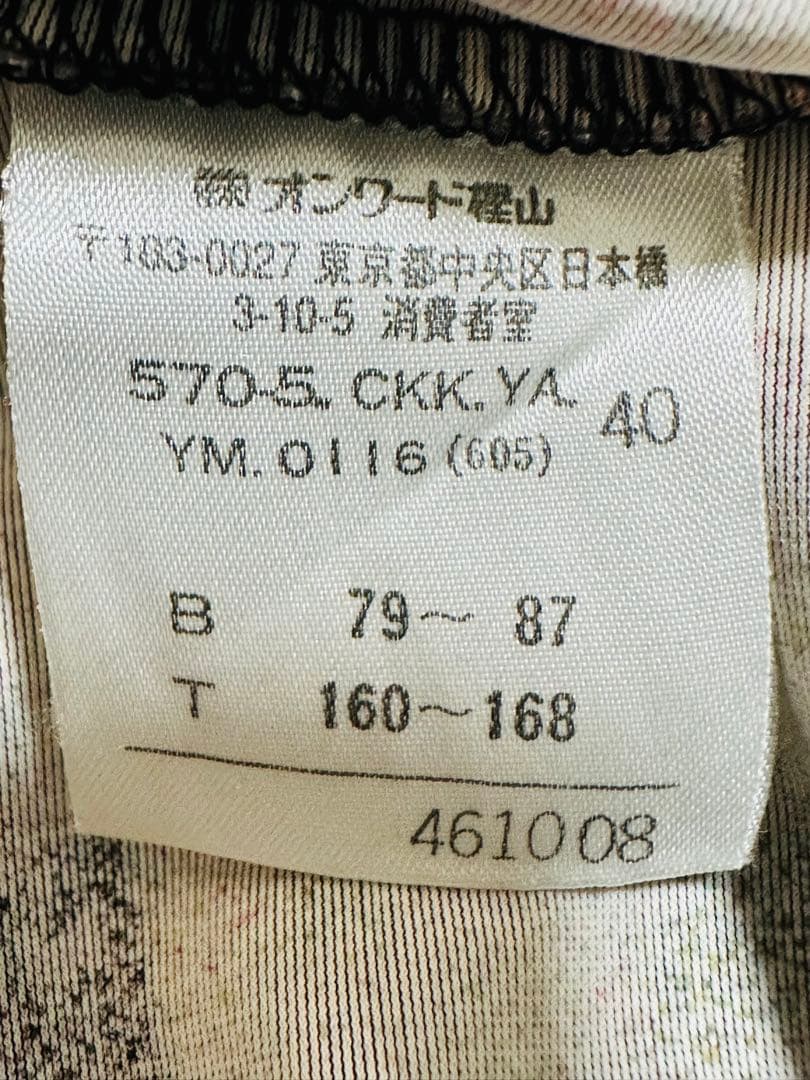 ㈱オンワード樫山
〒103-0027 東京都中央区日本橋
3-10-5 消費者室
570-5. CKK. YA. 40
YM. 0116 (605)
B 79〜 87
T 160〜168
461008